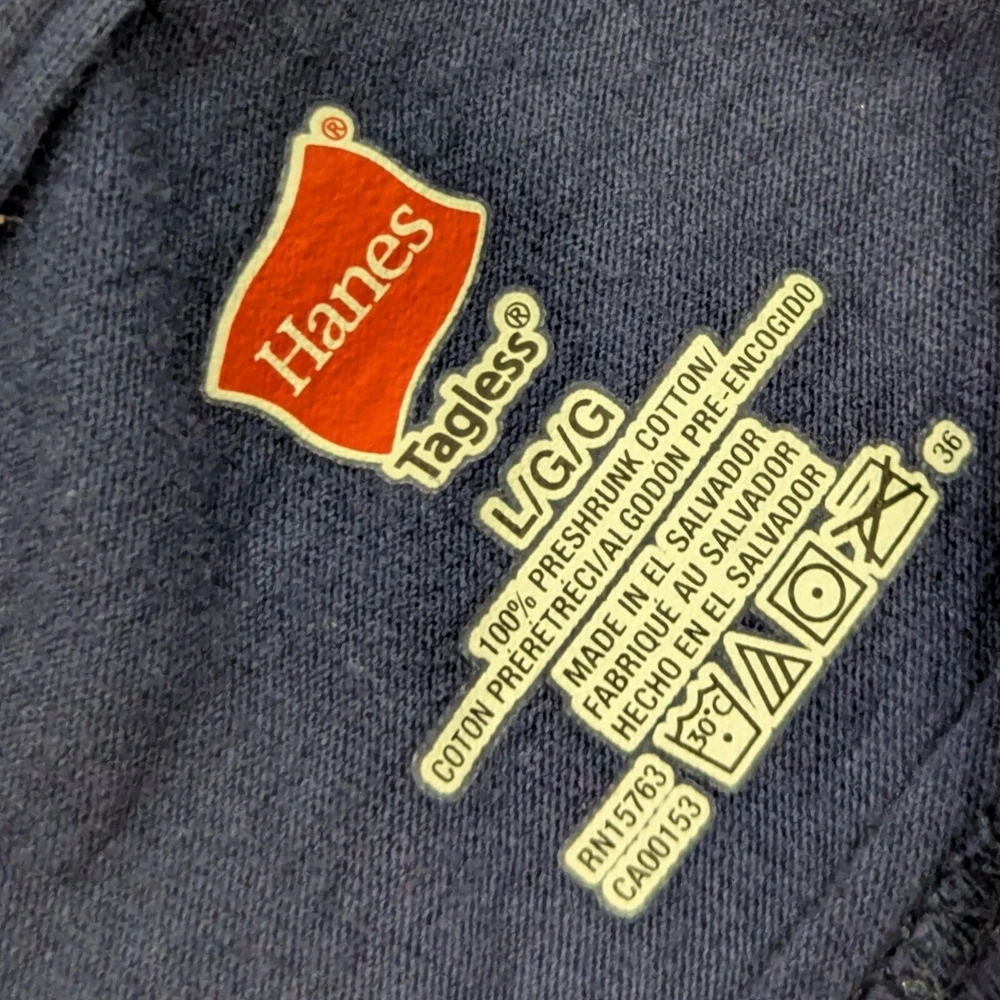 ®
Hanes
Tagless®
L/G/G
100% PRESHRUNK COTTON/
COTON PRÉRÉTRÉCI/ALGODÓN PRE-ENCOGIDO
MADE IN EL SALVADOR
FABRIQUÉ AU SALVADOR
HECHO EN EL SALVADOR
30°C
36
RN15763
CA00153